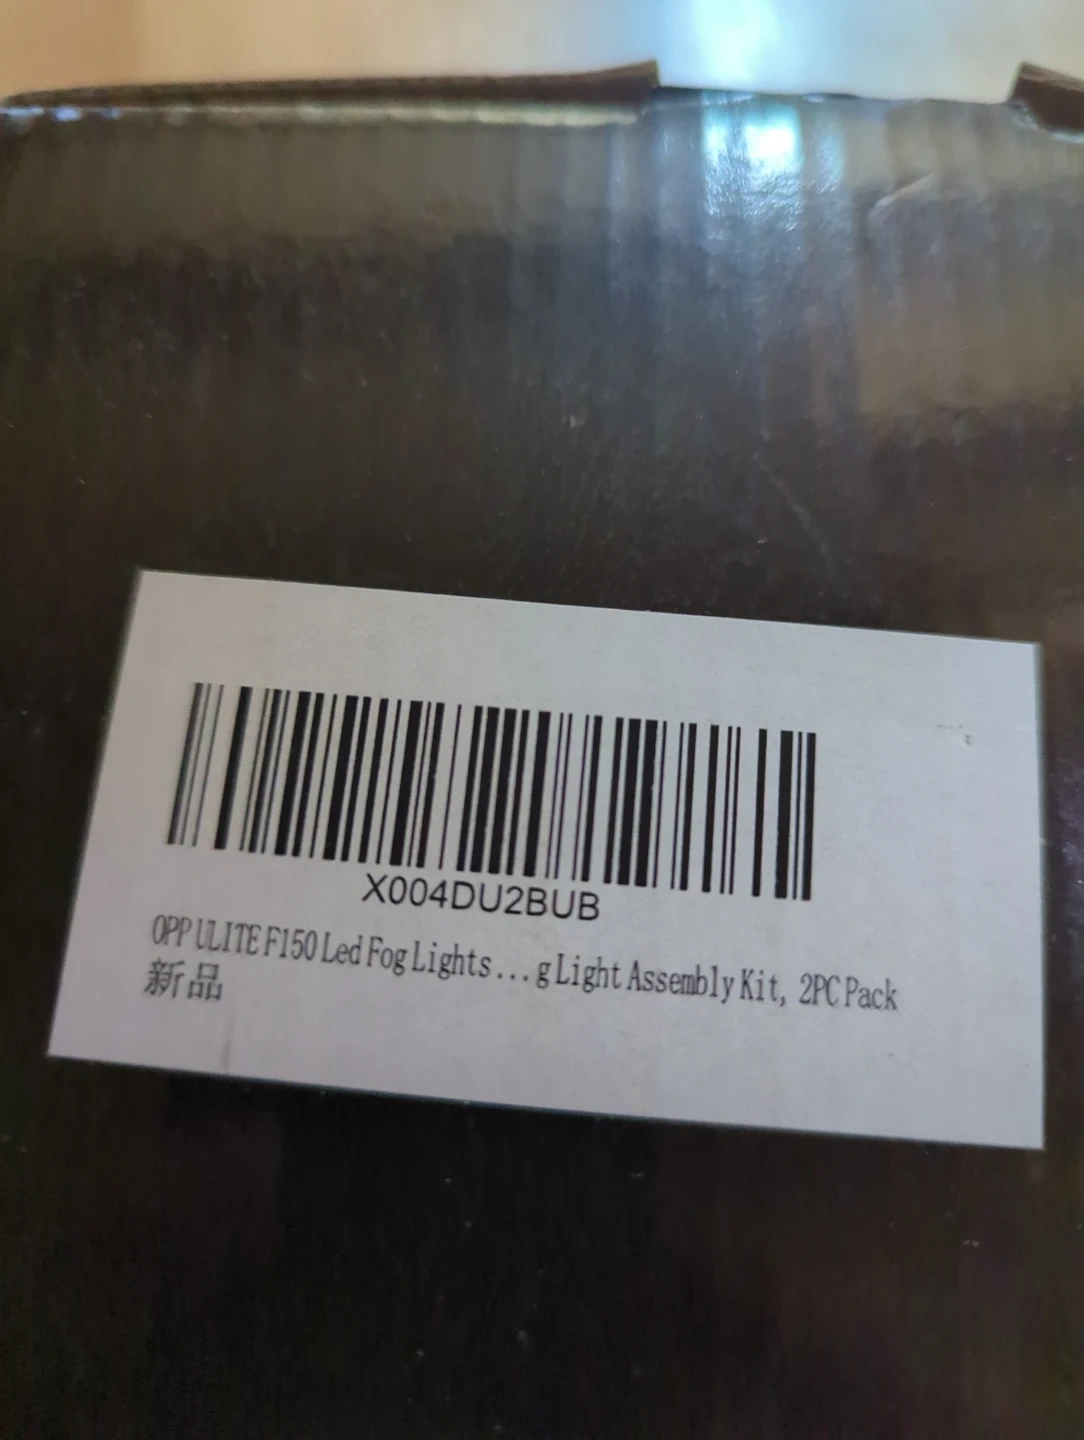 X004DU2BUB
OPP ULITE F150 Led Fog Lights...g Light Assembly Kit, 2PC Pack
新品